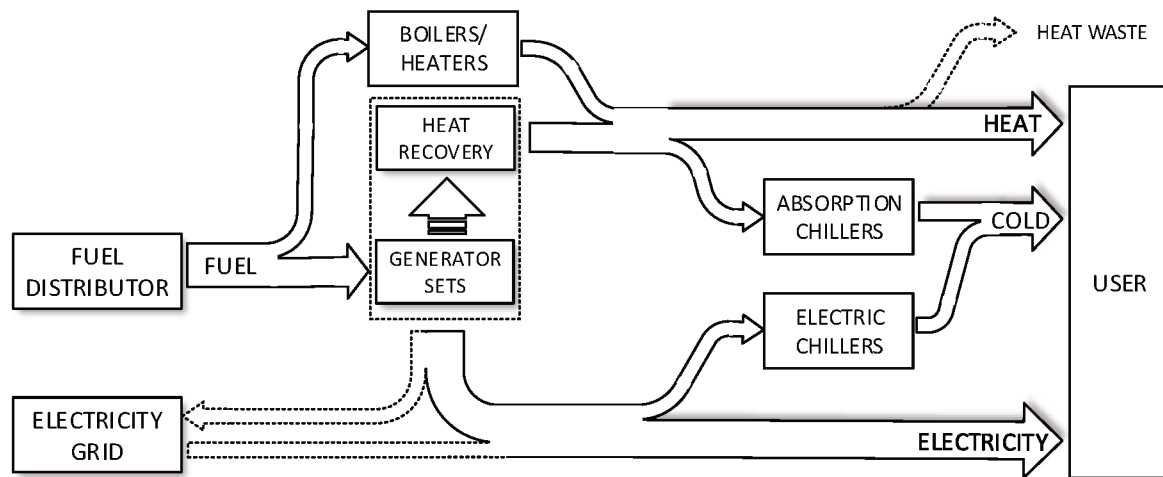 BOILERS/
HEATERS
HEAT WASTE
HEAT
RECOVERY
HEAT
ABSORPTION
CHILLERS
COLD
FUEL
DISTRIBUTOR
FUEL
GENERATOR
SETS
USER
ELECTRIC
CHILLERS
ELECTRICITY
GRID
ELECTRICITY